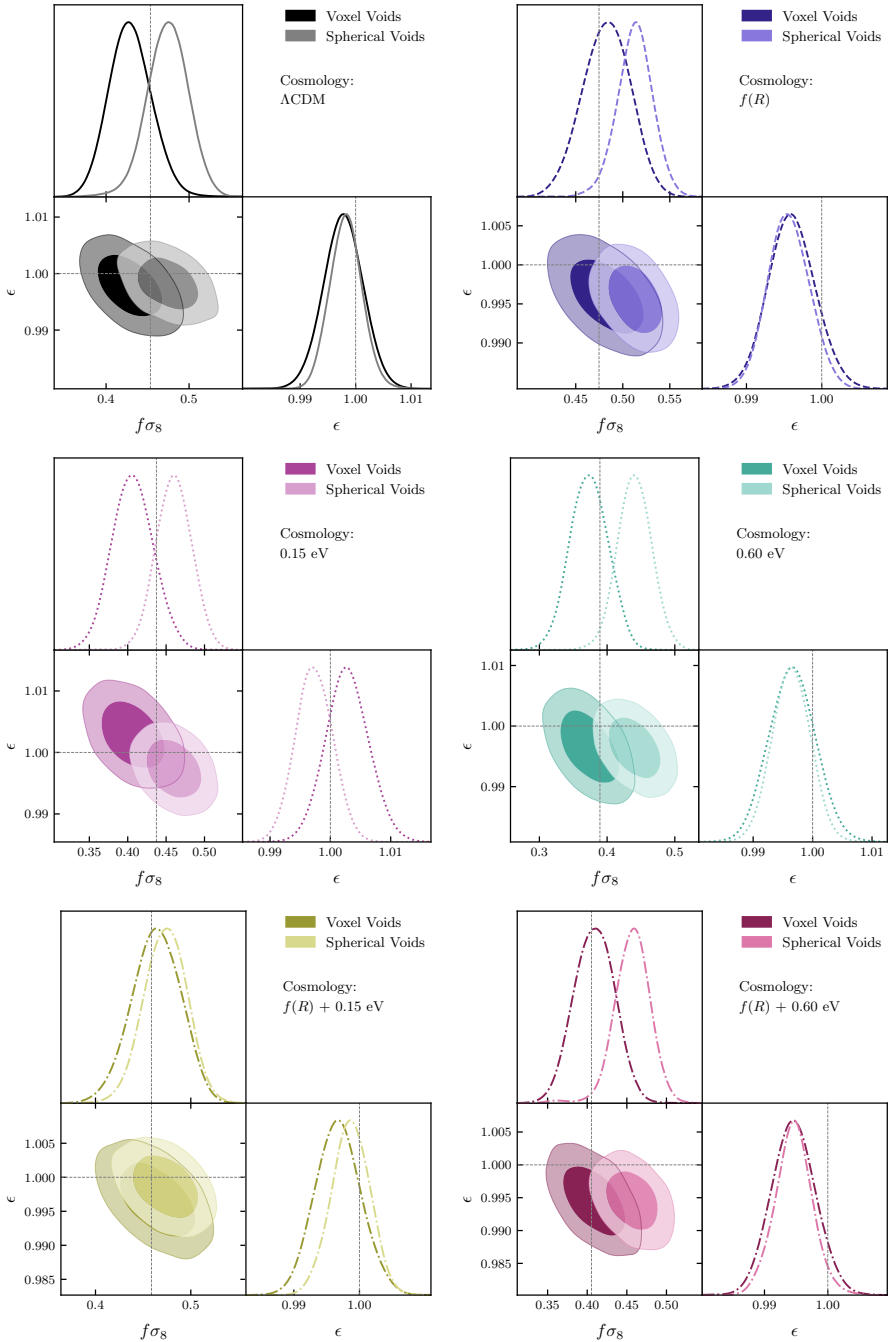 Voxel Voids
Spherical Voids
Cosmology:
ΛCDM
1.01
1.00
0.99
ϵ
0.4 0.5
fσ8
0.99 1.00 1.01
ϵ
Voxel Voids
Spherical Voids
Cosmology:
f(R)
1.005
1.000
0.995
0.990
ϵ
0.45 0.50 0.55
fσ8
0.99 1.00
ϵ
Voxel Voids
Spherical Voids
Cosmology:
0.15 eV
1.01
1.00
0.99
ϵ
0.35 0.40 0.45 0.50
fσ8
0.99 1.00 1.01
ϵ
Voxel Voids
Spherical Voids
Cosmology:
0.60 eV
1.01
1.00
0.99
ϵ
0.3 0.4 0.5
fσ8
0.99 1.00 1.01
ϵ
Voxel Voids
Spherical Voids
Cosmology:
f(R) + 0.15 eV
1.005
1.000
0.995
0.990
0.985
ϵ
0.4 0.5
fσ8
0.99 1.00
ϵ
Voxel Voids
Spherical Voids
Cosmology:
f(R) + 0.60 eV
1.005
1.000
0.995
0.990
0.985
ϵ
0.35 0.40 0.45 0.50
fσ8
0.99 1.00
ϵ